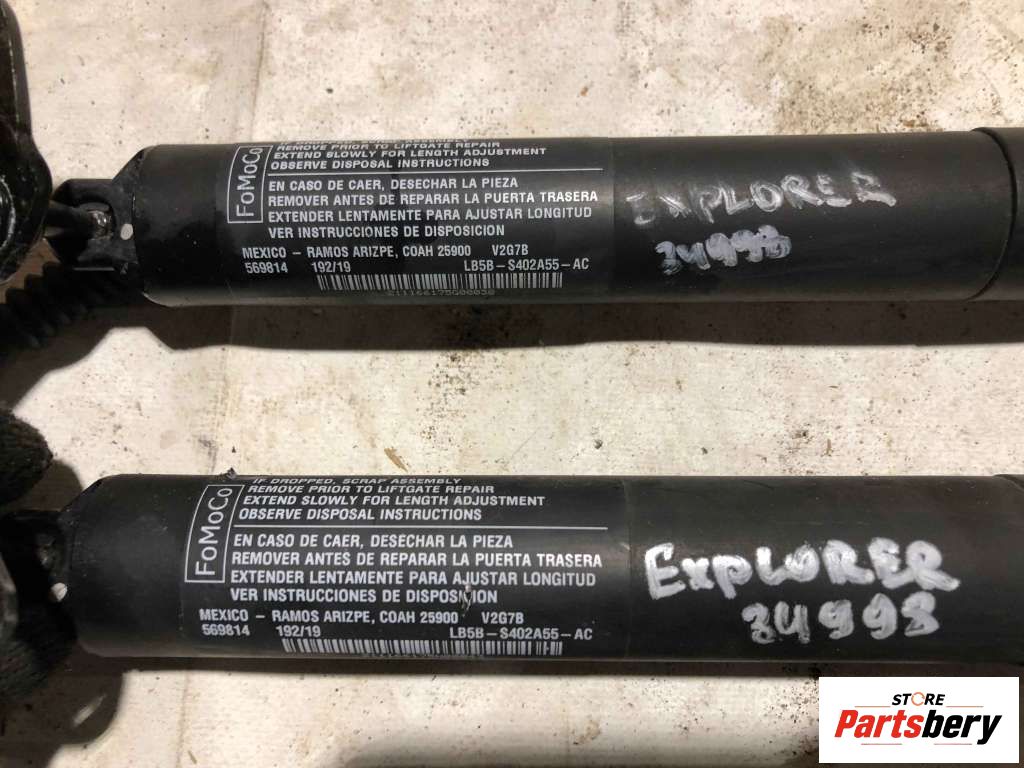 FoMoCo
REMOVE PRIOR TO LIFTGATE REPAIR
EXTEND SLOWLY FOR LENGTH ADJUSTMENT
OBSERVE DISPOSAL INSTRUCTIONS
EN CASO DE CAER, DESECHAR LA PIEZA
REMOVER ANTES DE REPARAR LA PUERTA TRASERA
EXTENDER LENTAMENTE PARA AJUSTAR LONGITUD
VER INSTRUCCIONES DE DISPOSICION
MEXICO - RAMOS ARIZPE, COAH 25900 V2G7B
569814 192/19 LB5B-S402A55-AC
EXPLORER
34998
FoMoCo
IF DROPPED, SCRAP ASSEMBLY
REMOVE PRIOR TO LIFTGATE REPAIR
EXTEND SLOWLY FOR LENGTH ADJUSTMENT
OBSERVE DISPOSAL INSTRUCTIONS
EN CASO DE CAER, DESECHAR LA PIEZA
REMOVER ANTES DE REPARAR LA PUERTA TRASERA
EXTENDER LENTAMENTE PARA AJUSTAR LONGITUD
VER INSTRUCCIONES DE DISPOSICION
MEXICO - RAMOS ARIZPE, COAH 25900 V2G7B
569814 192/19 LB5B-S402A55-AC
EXPLORER
34998
STORE
Partsbery